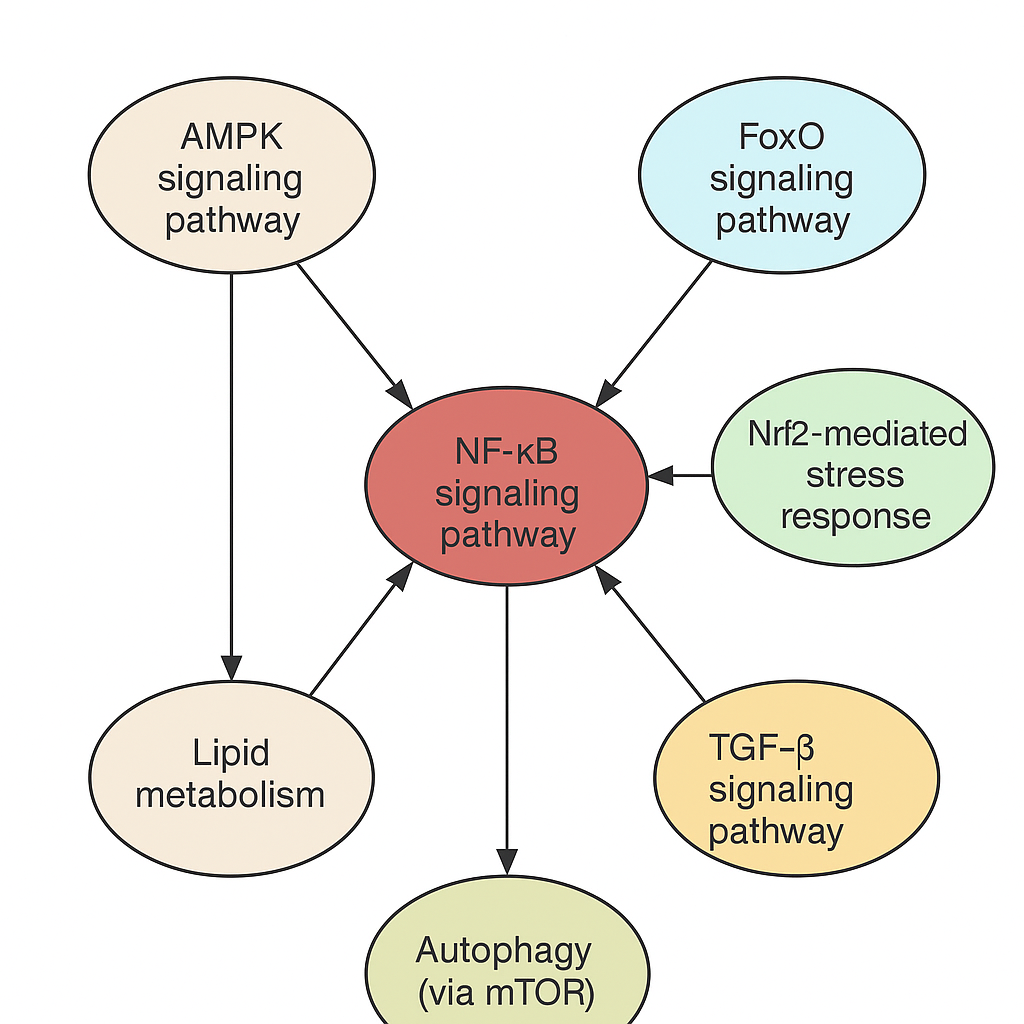 AMPK
signaling
pathway
FoxO
signaling
pathway
NF-κB
signaling
pathway
Nrf2-mediated
stress
response
Lipid
metabolism
TGF-β
signaling
pathway
Autophagy
(via mTOR)